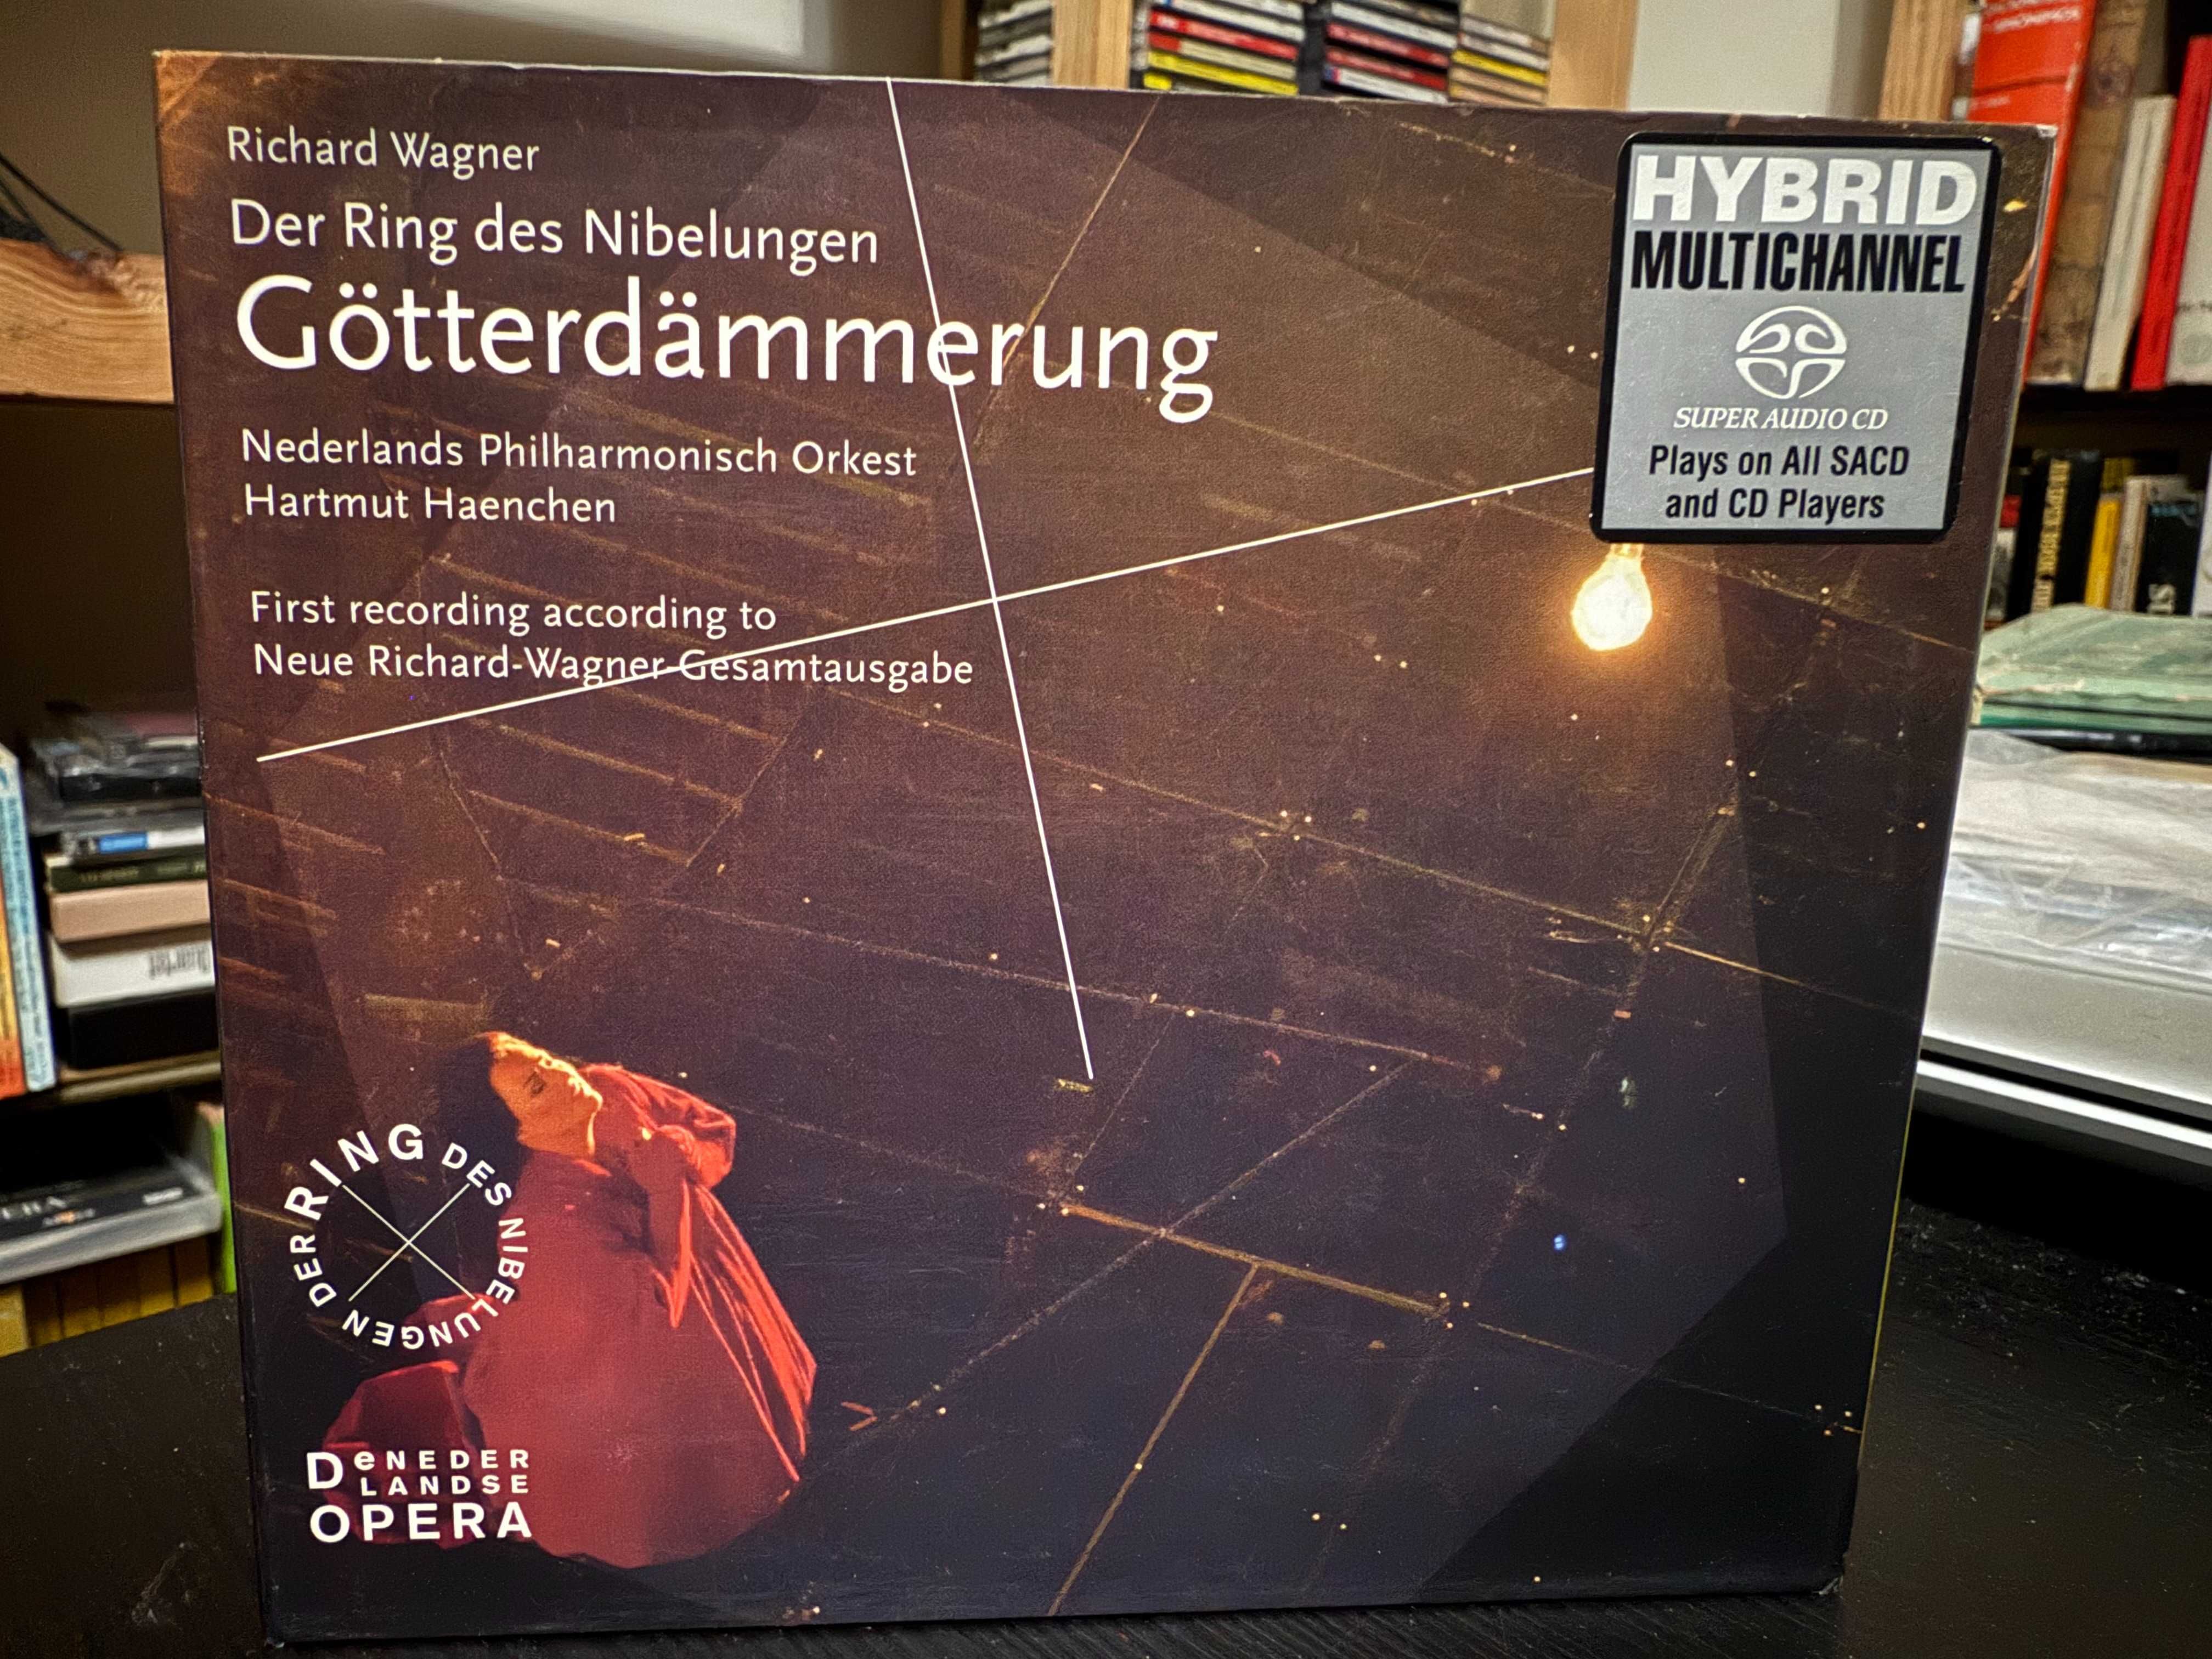 Richard Wagner
Der Ring des Nibelungen
Götterdämmerung
Nederlands Philharmonisch Orkest
Hartmut Haenchen
First recording according to
Neue Richard-Wagner-Gesamtausgabe
HYBRID
MULTICHANNEL
SUPER AUDIO CD
Plays on All SACD
and CD Players
DER RING DES NIBELUNGEN
De NEDER
LANDSE
OPERA